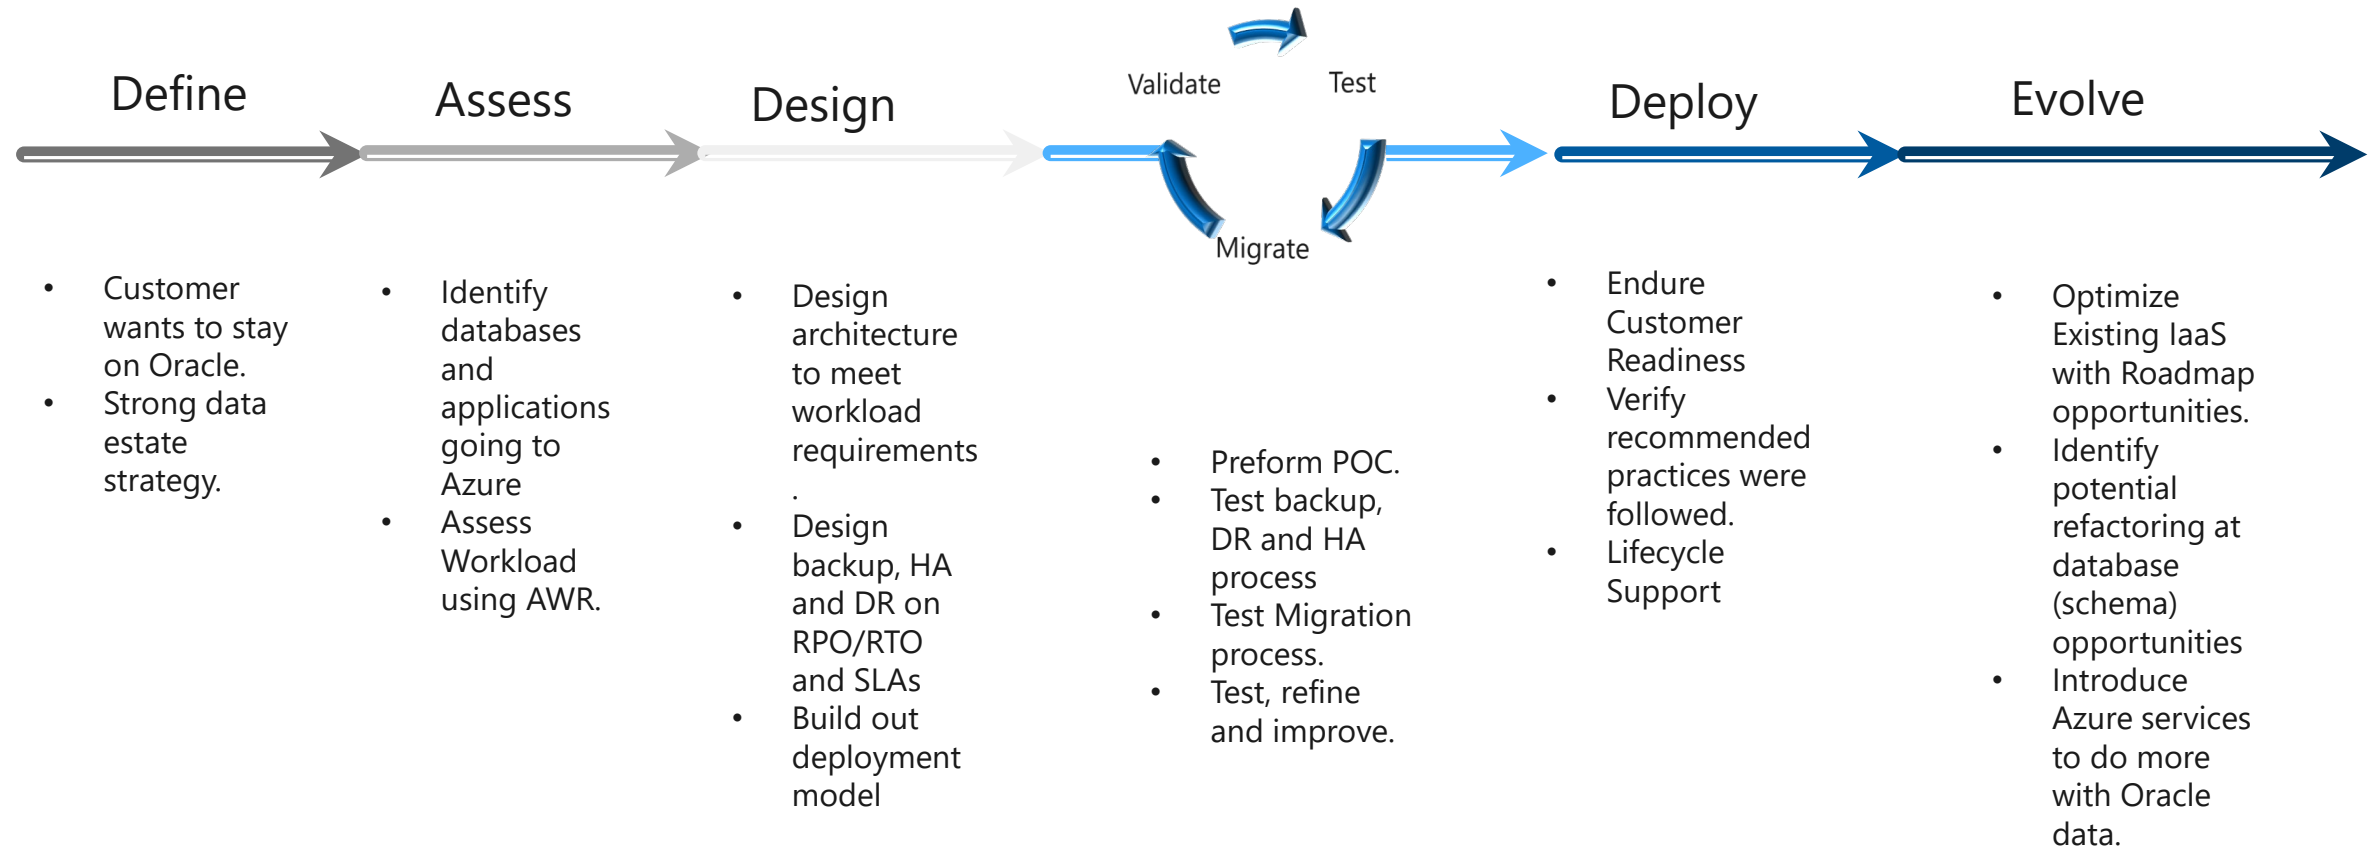 Define
Assess
Design
Validate
Test
Migrate
Deploy
Evolve
• Customer
wants to stay
on Oracle.
• Strong data
estate
strategy.
• Identify
databases
and
applications
going to
Azure
• Assess
Workload
using AWR.
• Design
architecture
to meet
workload
requirements
.
• Design
backup, HA
and DR on
RPO/RTO
and SLAs
• Build out
deployment
model
• Preform POC.
• Test backup,
DR and HA
process
• Test Migration
process.
• Test, refine
and improve.
• Endure
Customer
Readiness
• Verify
recommended
practices were
followed.
• Lifecycle
Support
• Optimize
Existing IaaS
with Roadmap
opportunities.
• Identify
potential
refactoring at
database
(schema)
opportunities
• Introduce
Azure services
to do more
with Oracle
data.